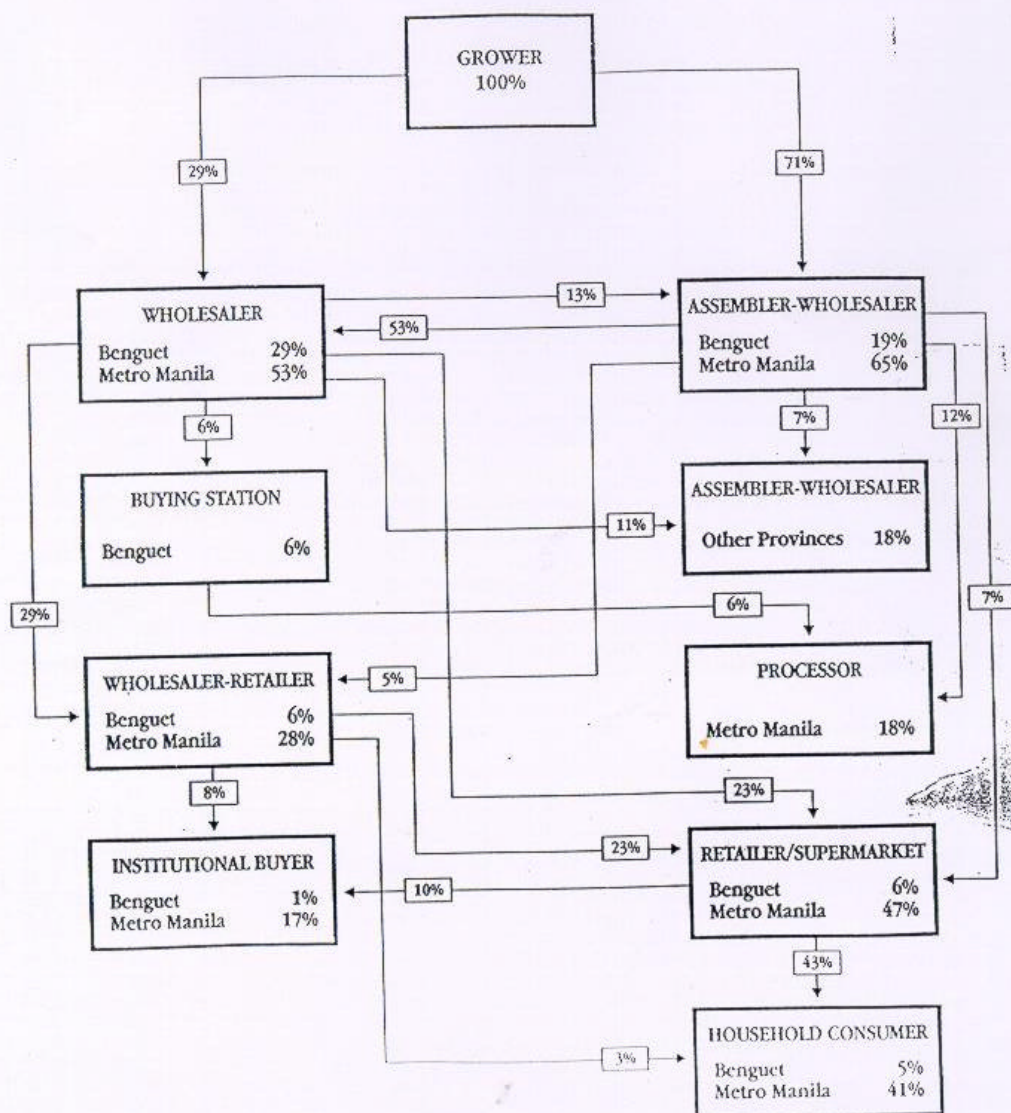 GROWER
100%
29%
71%
WHOLESALER
Benguet 29%
Metro Manila 53%
13%
53%
ASSEMBLER-WHOLESALER
Benguet 19%
Metro Manila 65%
6%
7%
12%
BUYING STATION
Benguet 6%
11%
ASSEMBLER-WHOLESALER
Other Provinces 18%
29%
6%
7%
WHOLESALER-RETAILER
Benguet 6%
Metro Manila 28%
5%
PROCESSOR
Metro Manila 18%
8%
23%
INSTITUTIONAL BUYER
Benguet 1%
Metro Manila 17%
23%
10%
RETAILER/SUPERMARKET
Benguet 6%
Metro Manila 47%
43%
3%
HOUSEHOLD CONSUMER
Benguet 5%
Metro Manila 41%